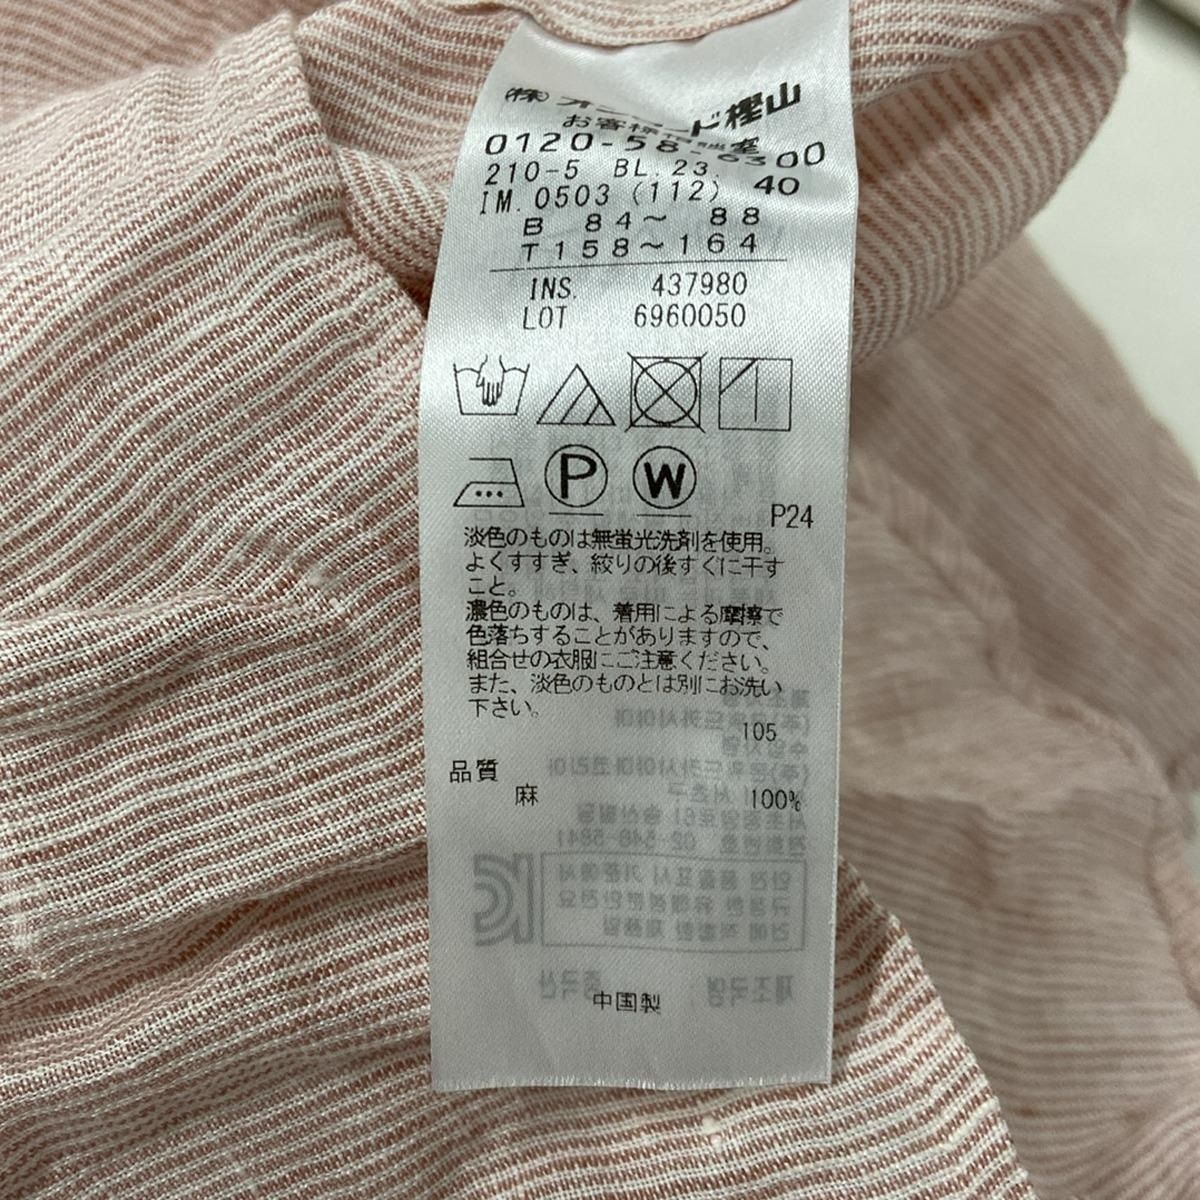 (株)オンワード樫山
お客様相談室
0120-58-6300
210-5 BL.23. 40
IM.0503 (112)
B 84～ 88
T158～164
INS. 437980
LOT 6960050
P
W
P24
淡色のものは無蛍光洗剤を使用。
よくすすぎ、絞りの後すぐに干す
こと。
濃色のものは、着用による摩擦で
色落ちすることがありますので、
組合せの衣服にご注意ください。
また、淡色のものとは別にお洗い
下さい。
105
品質
麻 100%
中国製